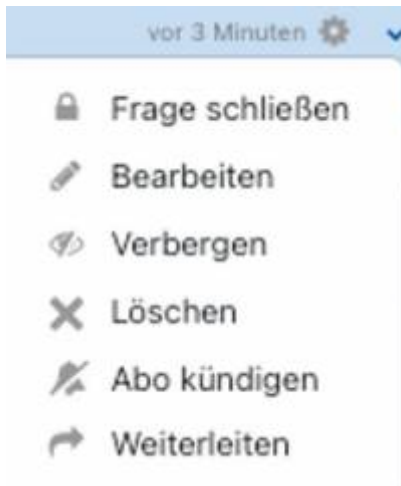 vor 3 Minuten
Frage schließen
Bearbeiten
Verbergen
Löschen
Abo kündigen
Weiterleiten